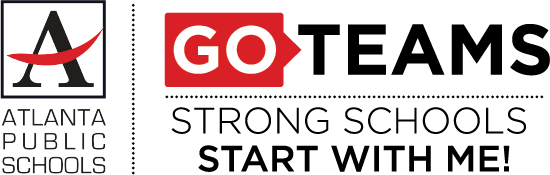 A
ATLANTA
PUBLIC
SCHOOLS
GO TEAMS
STRONG SCHOOLS
START WITH ME!